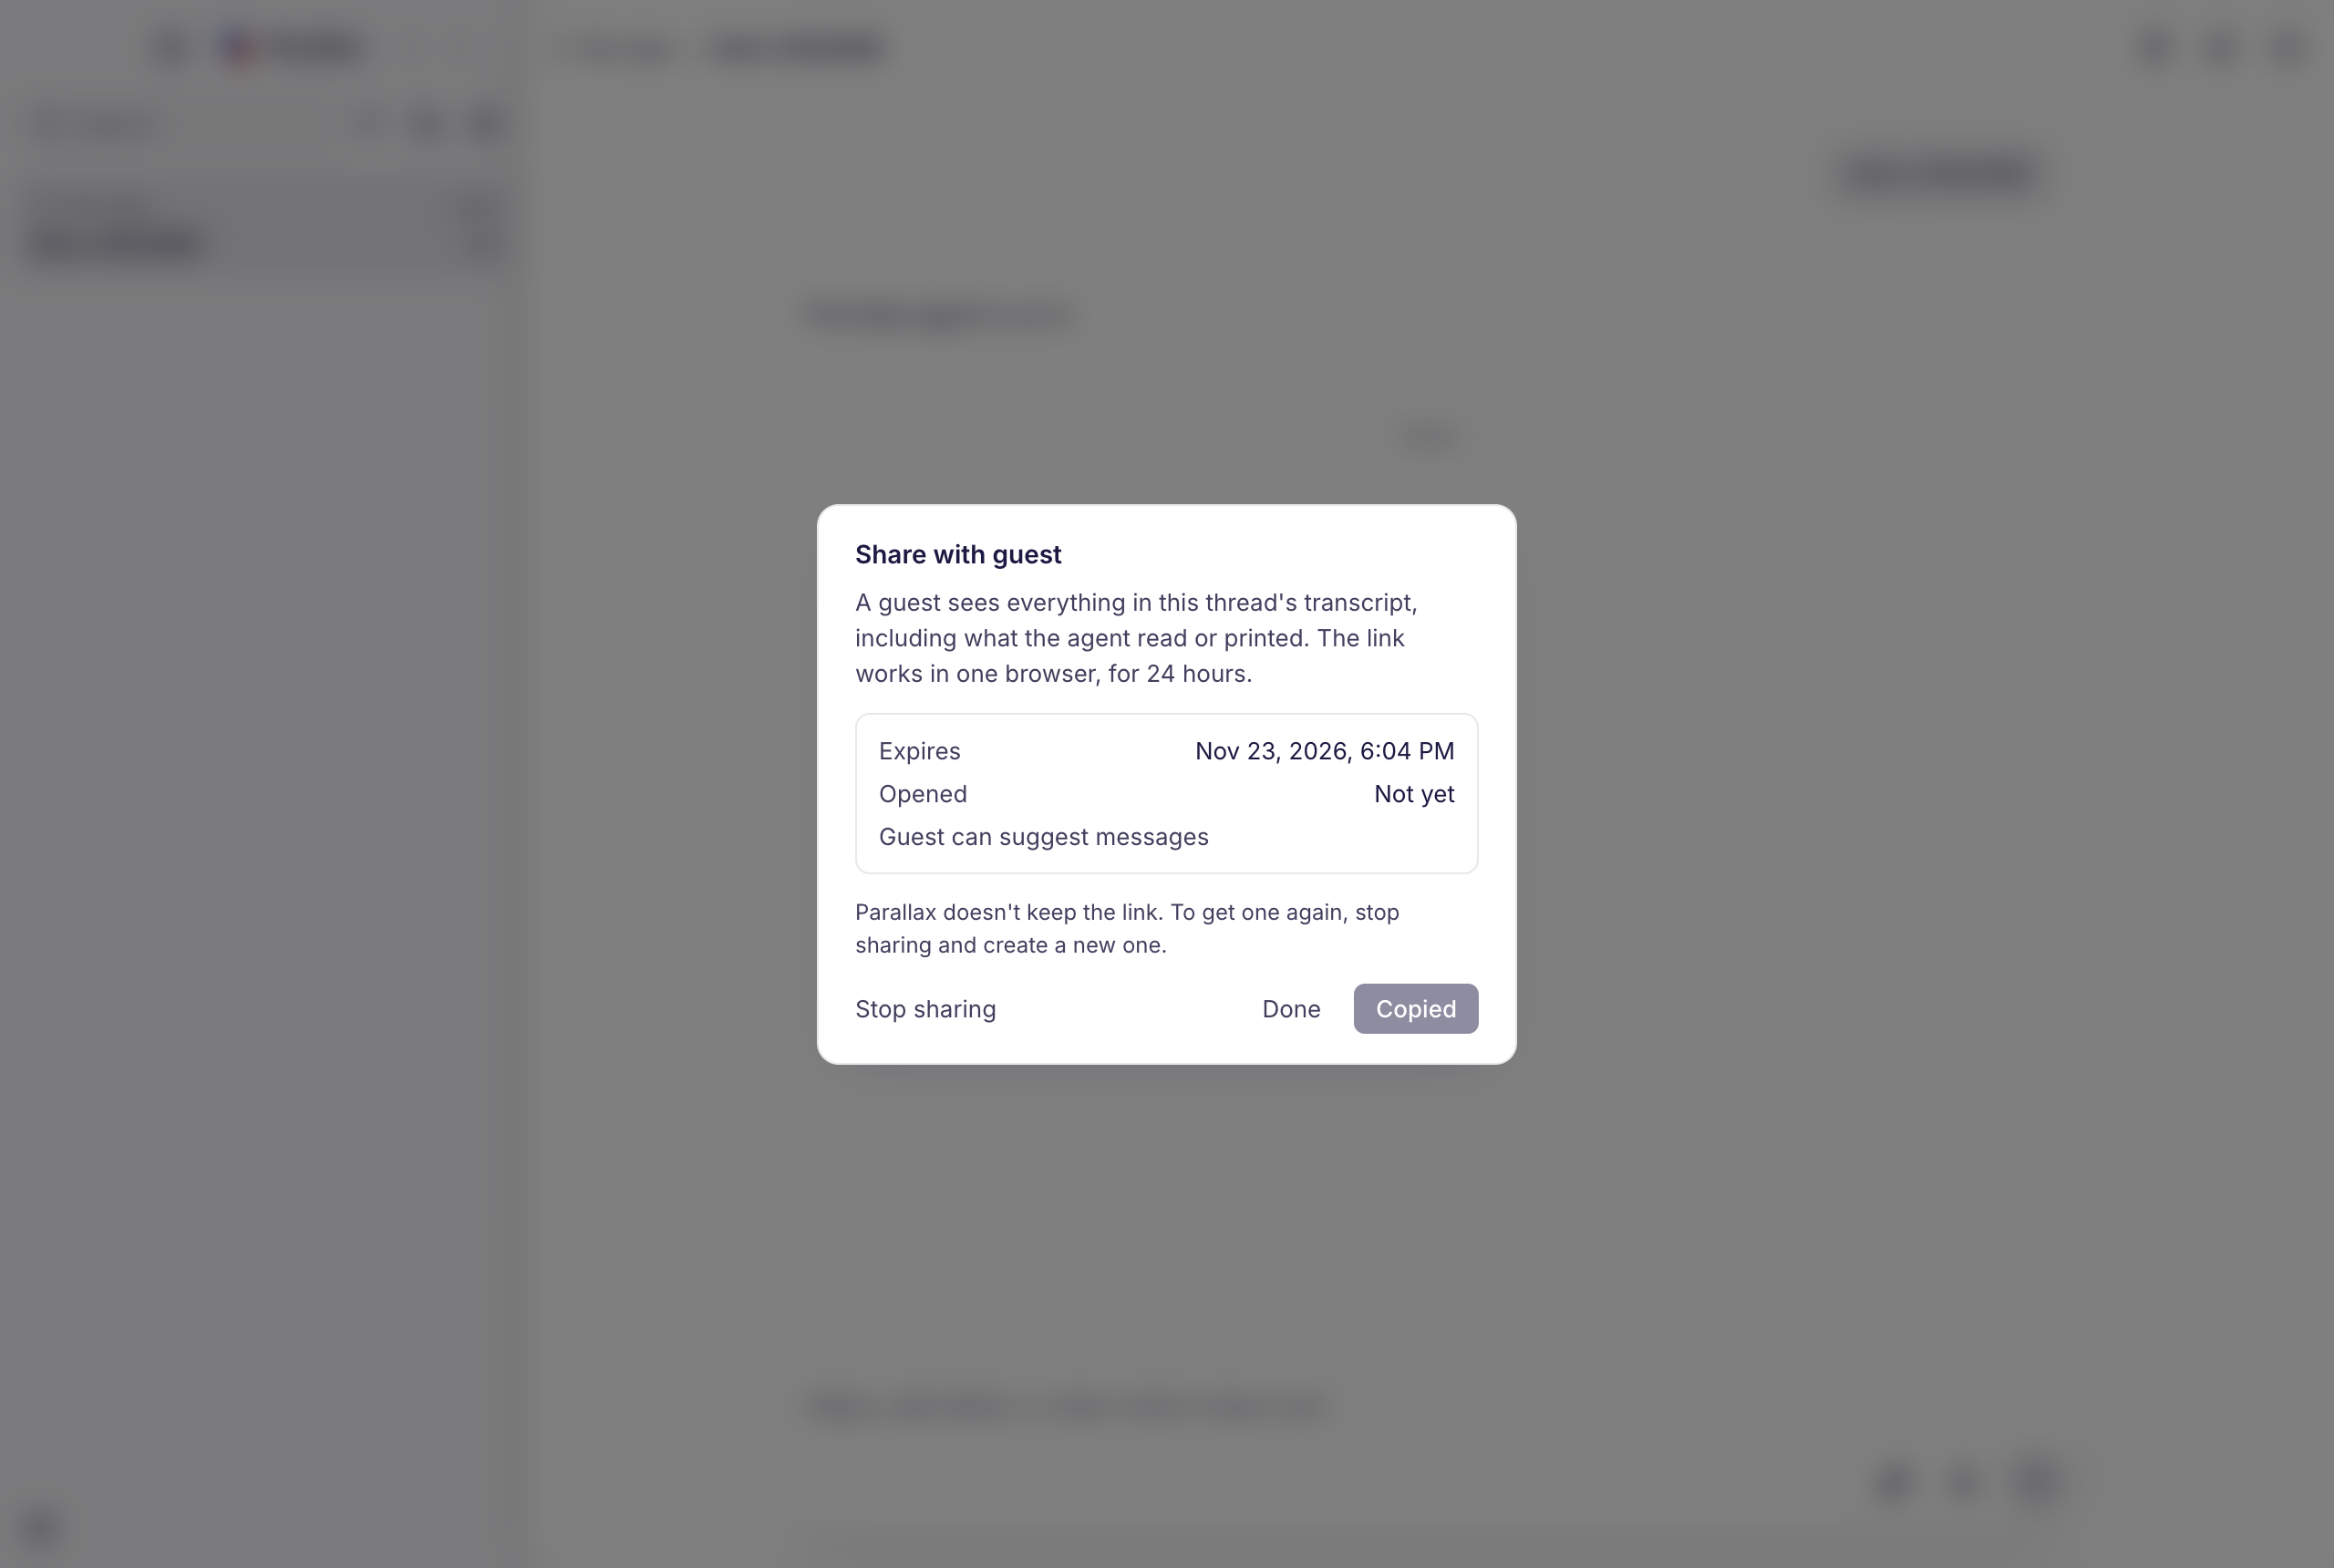 Share with guest
A guest sees everything in this thread's transcript,
including what the agent read or printed. The link
works in one browser, for 24 hours.
Expires Nov 23, 2026, 6:04 PM
Opened Not yet
Guest can suggest messages
Parallax doesn't keep the link. To get one again, stop
sharing and create a new one.
Stop sharing Done Copied